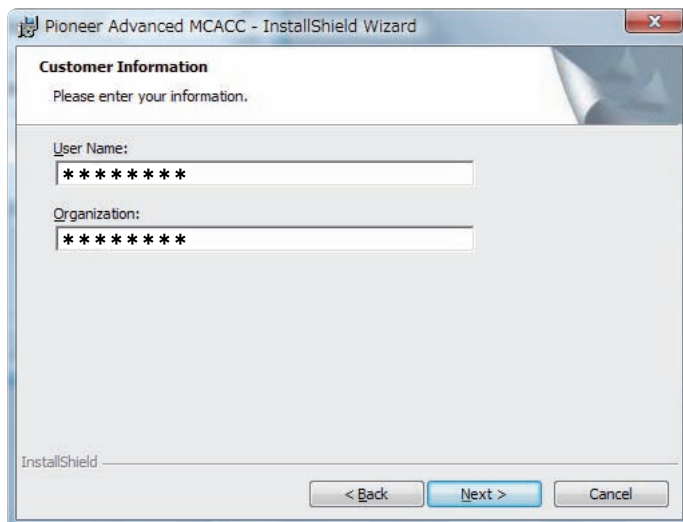 Pioneer Advanced MCACC - InstallShield Wizard
Customer Information
Please enter your information.
User Name:
********
Organization:
********
InstallShield
< Back
Next >
Cancel